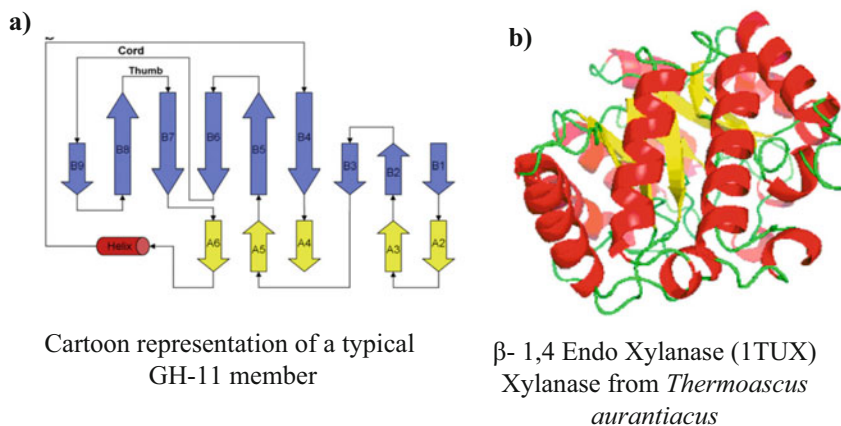 a)
Cord
Thumb
B9
B8
B7
B6
B5
B4
B3
B2
B1
A6
A5
A4
A3
A2
Helix
Cartoon representation of a typical
GH-11 member
b)
β- 1,4 Endo Xylanase (1TUX)
Xylanase from Thermoascus
aurantiacus